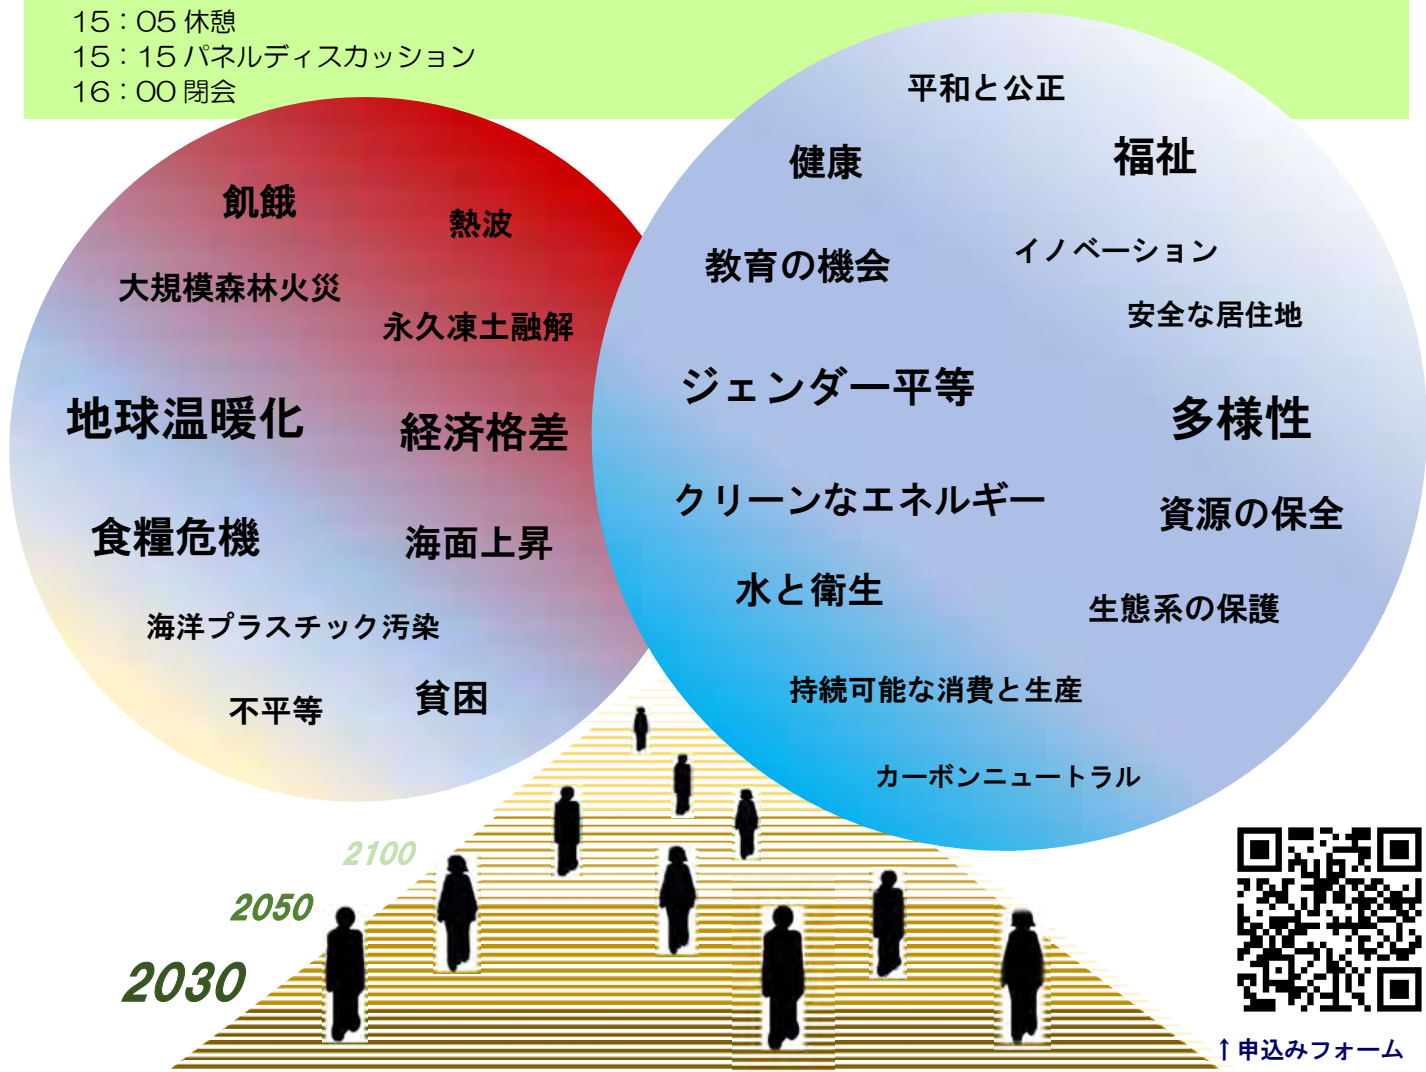 15：05 休憩
15：15 パネルディスカッション
16：00 閉会
飢餓
熱波
大規模森林火災
永久凍土融解
地球温暖化
経済格差
食糧危機
海面上昇
海洋プラスチック汚染
不平等
貧困
平和と公正
健康
福祉
教育の機会
イノベーション
安全な居住地
ジェンダー平等
多様性
クリーンなエネルギー
資源の保全
水と衛生
生態系の保護
持続可能な消費と生産
カーボンニュートラル
2100
2050
2030
↑申込みフォーム